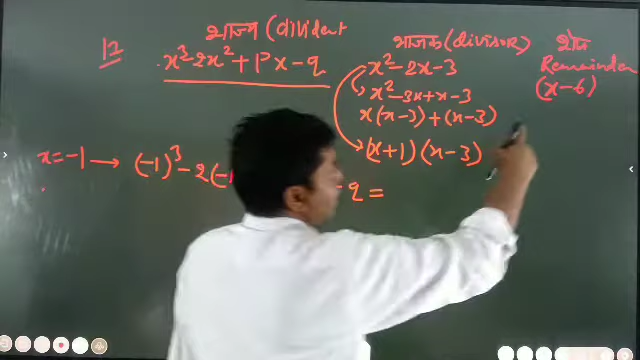 12
भाज्य (divident
x³-2x²+Px-q
भाजक (divisor)
x²-2x-3
x²-3x+x-3
x(x-3)+(x-3)
(x+1)(x-3)
शेष
Remainder
(x-6)
x=-1→(-1)³-2(-1
-q=